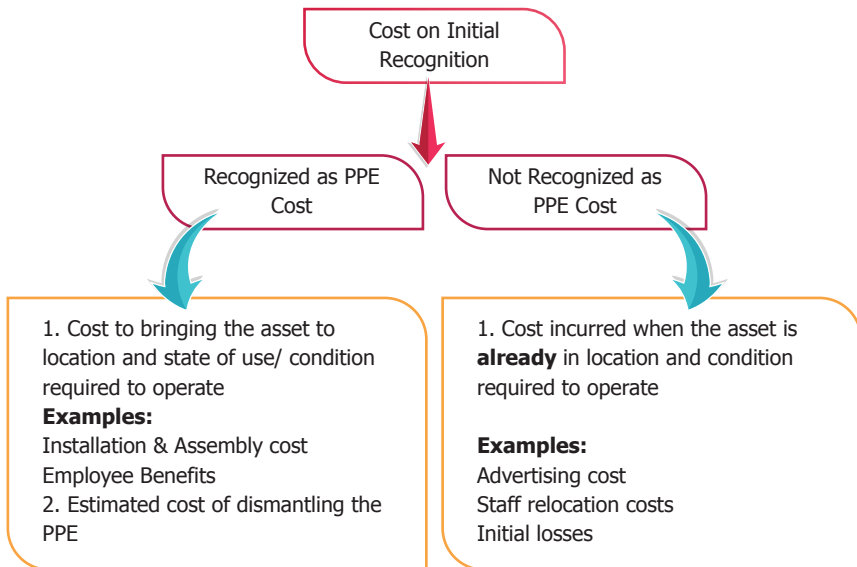 Cost on Initial
Recognition
Recognized as PPE
Cost
Not Recognized as
PPE Cost
1. Cost to bringing the asset to
location and state of use/ condition
required to operate
Examples:
Installation & Assembly cost
Employee Benefits
2. Estimated cost of dismantling the
PPE
1. Cost incurred when the asset is
already in location and condition
required to operate
Examples:
Advertising cost
Staff relocation costs
Initial losses